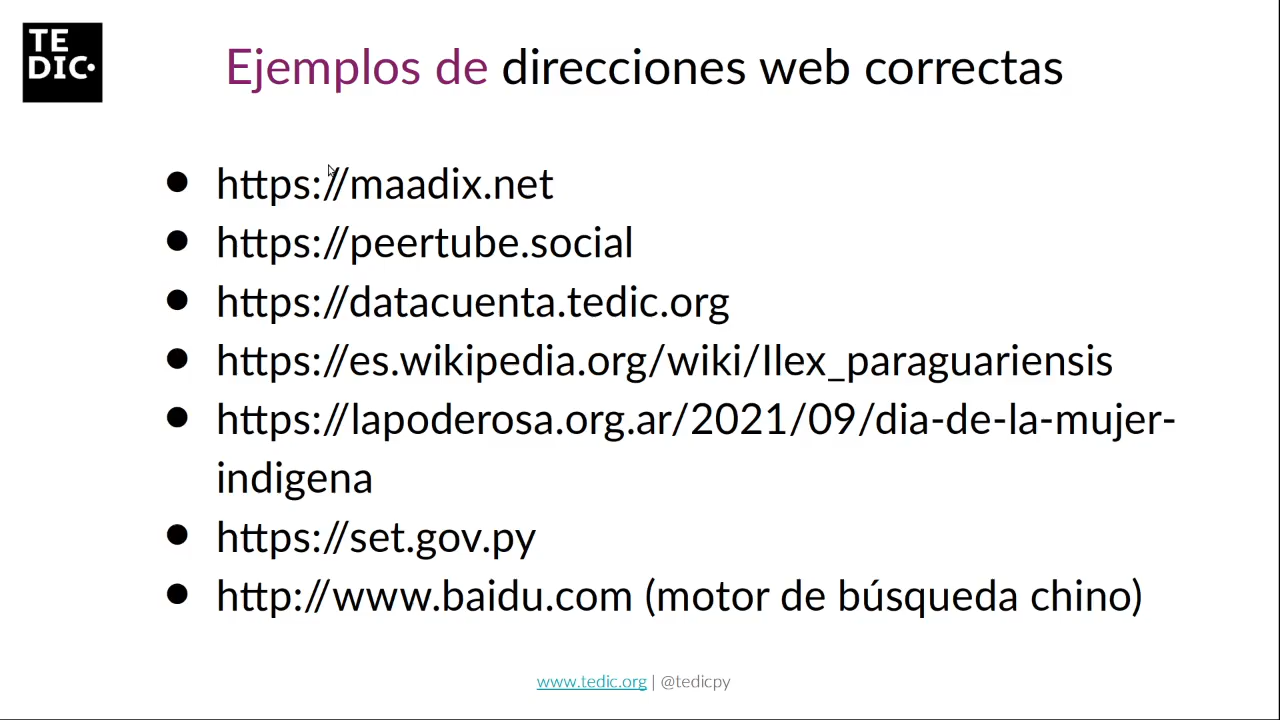 TE
DIC
Ejemplos de direcciones web correctas
● https://maadix.net
● https://peertube.social
● https://datacuenta.tedic.org
● https://es.wikipedia.org/wiki/Ilex_paraguariensis
● https://lapoderosa.org.ar/2021/09/dia-de-la-mujer-
indigena
● https://set.gov.py
● http://www.baidu.com (motor de búsqueda chino)
www.tedic.org | @tedicpy